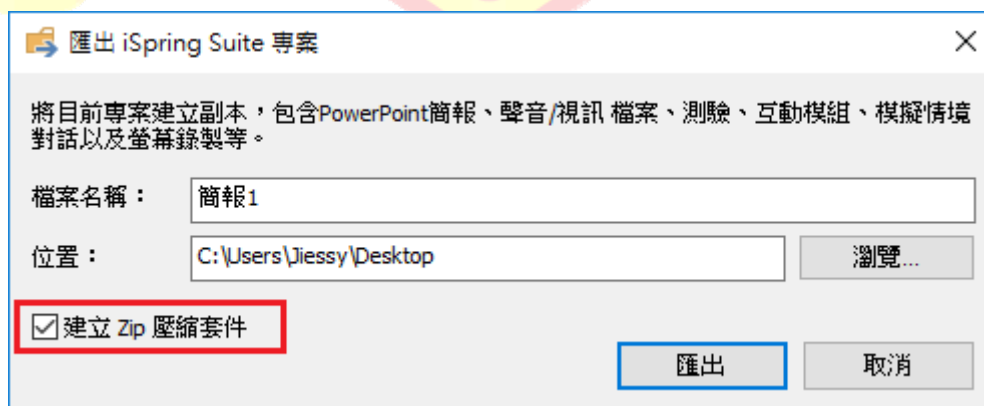 匯出 iSpring Suite 專案
將目前專案建立副本，包含PowerPoint簡報、聲音/視訊 檔案、測驗、互動模組、模擬情境
對話以及螢幕錄製等。
檔案名稱：
簡報1
位置：
C:\Users\Jiessy\Desktop
瀏覽...
建立 Zip 壓縮套件
匯出
取消